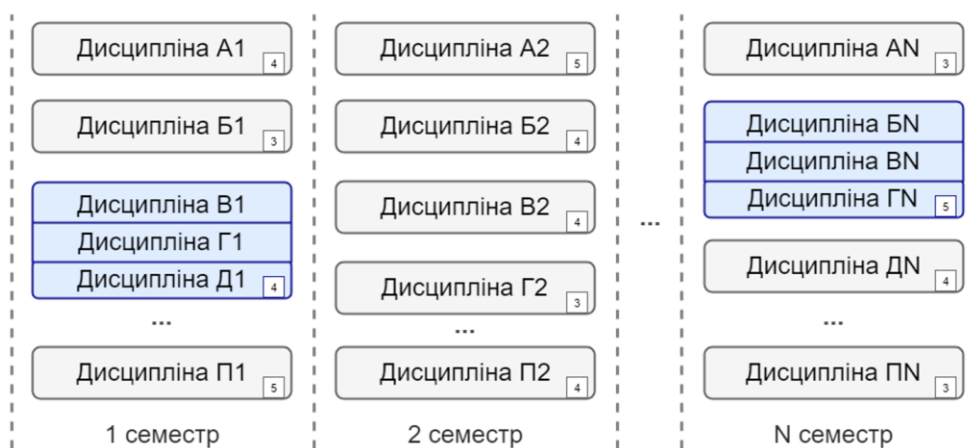 Дисципліна А1
4
Дисципліна Б1
3
Дисципліна В1
Дисципліна Г1
Дисципліна Д1
4
...
Дисципліна П1
5
1 семестр
Дисципліна А2
5
Дисципліна Б2
4
Дисципліна В2
4
Дисципліна Г2
3
...
Дисципліна П2
4
2 семестр
...
Дисципліна АN
3
Дисципліна БN
Дисципліна ВN
Дисципліна ГN
5
Дисципліна ДN
4
...
Дисципліна ПN
3
N семестр